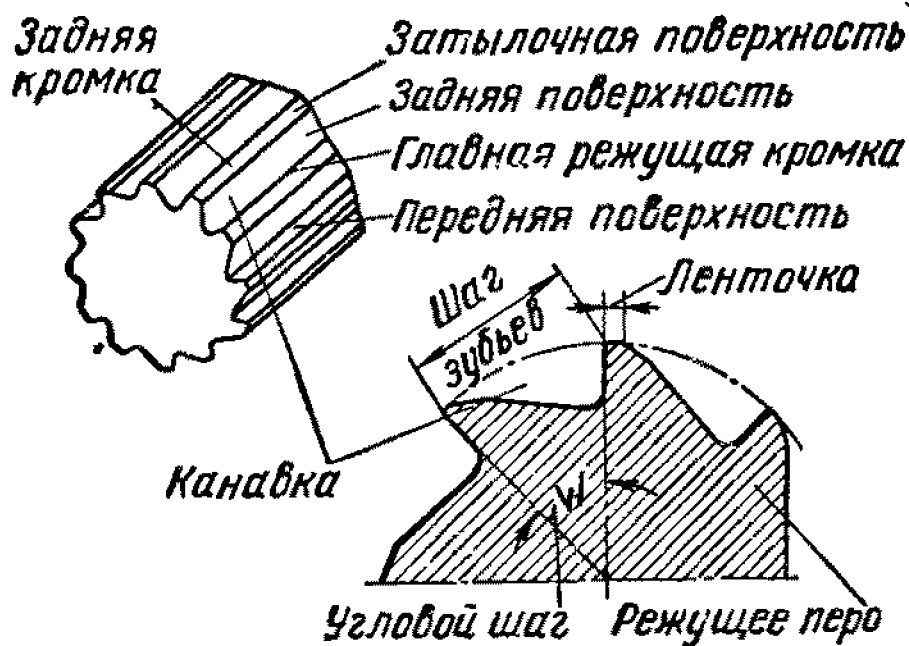 Задняя
кромка
Затылочная поверхность
Задняя поверхность
Главная режущая кромка
Передняя поверхность
Ленточка
Шаг
зубьев
Канавка
W
Угловой шаг
Режущее перо